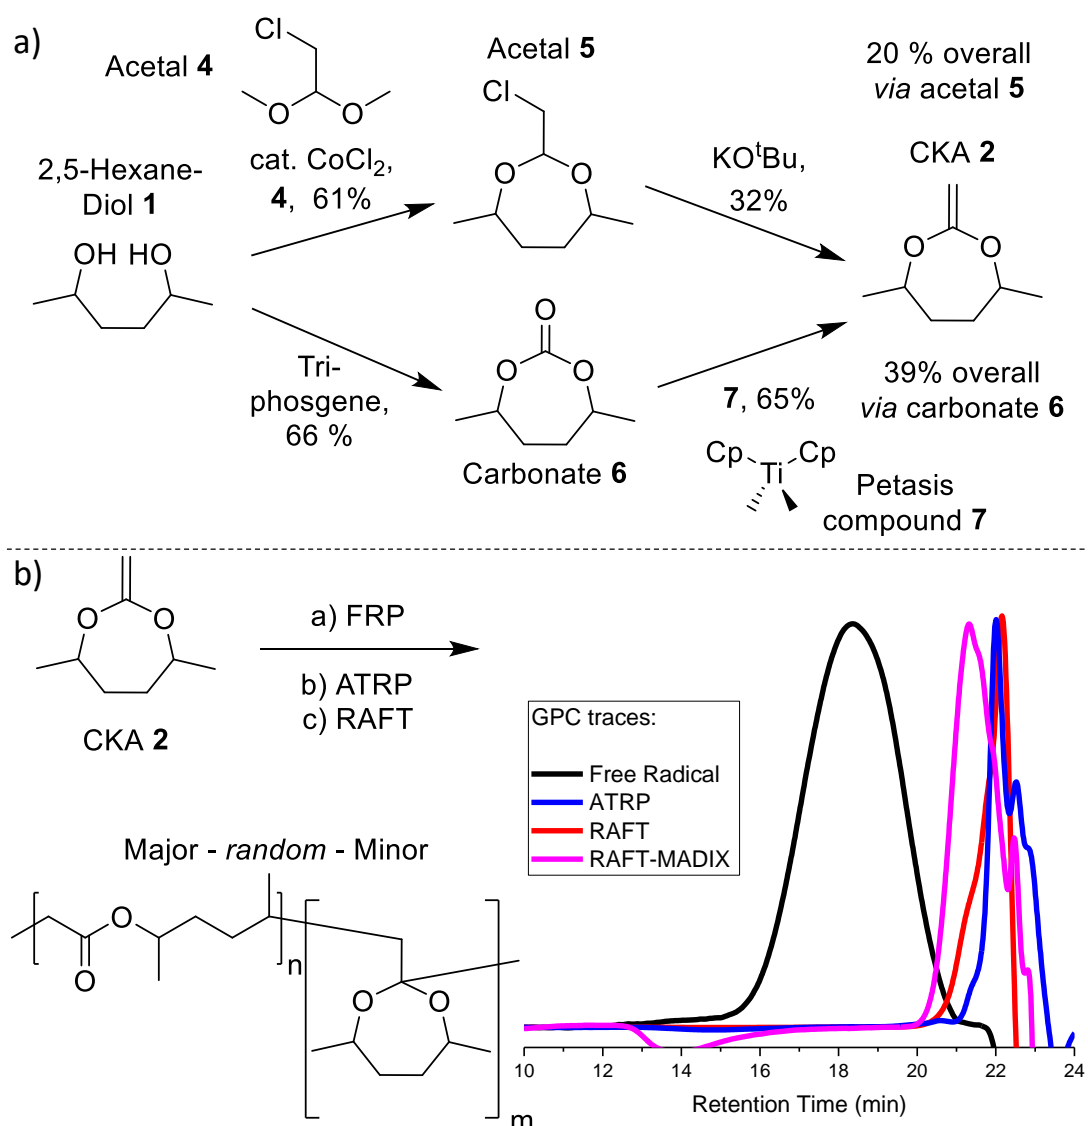 a)
Acetal 4
Cl
O
O
cat. CoCl2,
4, 61%
2,5-Hexane-
Diol 1
OH HO
Acetal 5
Cl
O
O
KOtBu,
32%
20 % overall
via acetal 5
CKA 2
O
O
Tri-
phosgene,
66 %
O
O
O
Carbonate 6
7, 65%
Cp
Cp
Ti
Petasis
compound 7
39% overall
via carbonate 6
b)
O
O
CKA 2
a) FRP
b) ATRP
c) RAFT
Major - random - Minor
O
O
n
O
O
m
GPC traces:
Free Radical
ATRP
RAFT
RAFT-MADIX
10 12 14 16 18 20 22 24
Retention Time (min)